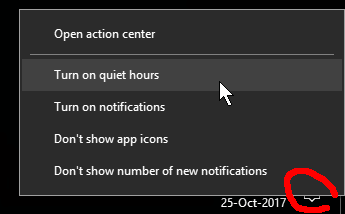 Open action center
Turn on quiet hours
Turn on notifications
Don't show app icons
Don't show number of new notifications
25-Oct-2017